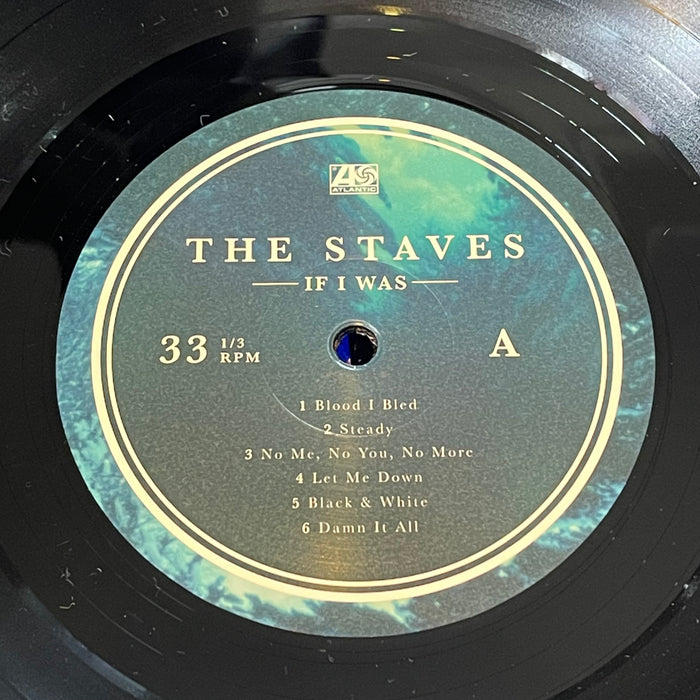 ATLANTIC
THE STAVES
IF I WAS
33 1/3 RPM
A
1 Blood I Bled
2 Steady
3 No Me, No You, No More
4 Let Me Down
5 Black & White
6 Damn It All